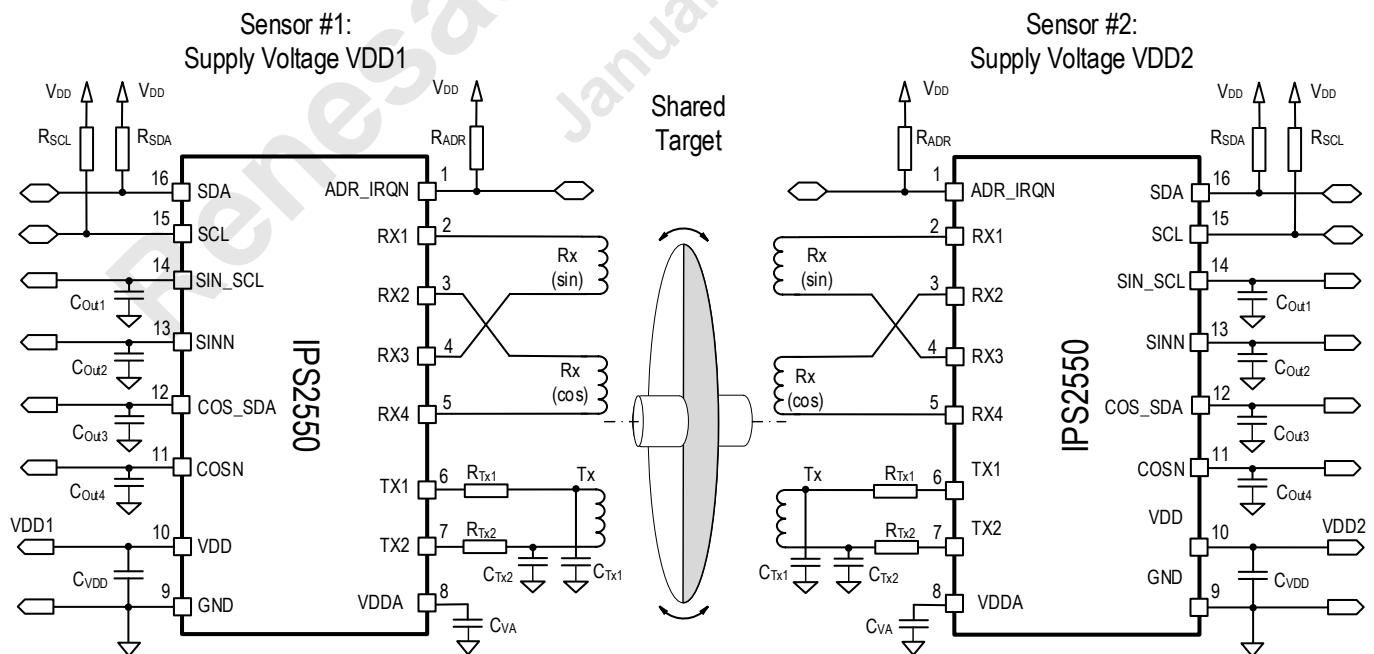 Sensor #1:
Supply Voltage VDD1
Sensor #2:
Supply Voltage VDD2
Shared
Target
VDD
VDD
VDD
RSCL
RSDA
RADR
16
SDA
15
SCL
14
SIN_SCL
COut1
13
SINN
COut2
12
COS_SDA
COut3
11
COSN
COut4
VDD1
10
VDD
CVDD
9
GND
IPS2550
ADR_IRQN
1
RX1
2
RX2
3
RX3
4
RX4
5
TX1
6
TX2
7
VDDA
8
Rx
(sin)
Rx
(cos)
RTx1
Tx
RTx2
CTx2
CTx1
CVA
VDD
VDD
VDD
RADR
RSDA
RSCL
1
ADR_IRQN
2
RX1
3
RX2
4
RX3
5
RX4
6
TX1
7
TX2
8
VDDA
Rx
(sin)
Rx
(cos)
Tx
RTx1
RTx2
CTx1
CTx2
CVA
IPS2550
SDA
16
SCL
15
SIN_SCL
14
COut1
SINN
13
COut2
COS_SDA
12
COut3
COSN
11
COut4
VDD
10
VDD2
CVDD
GND
9